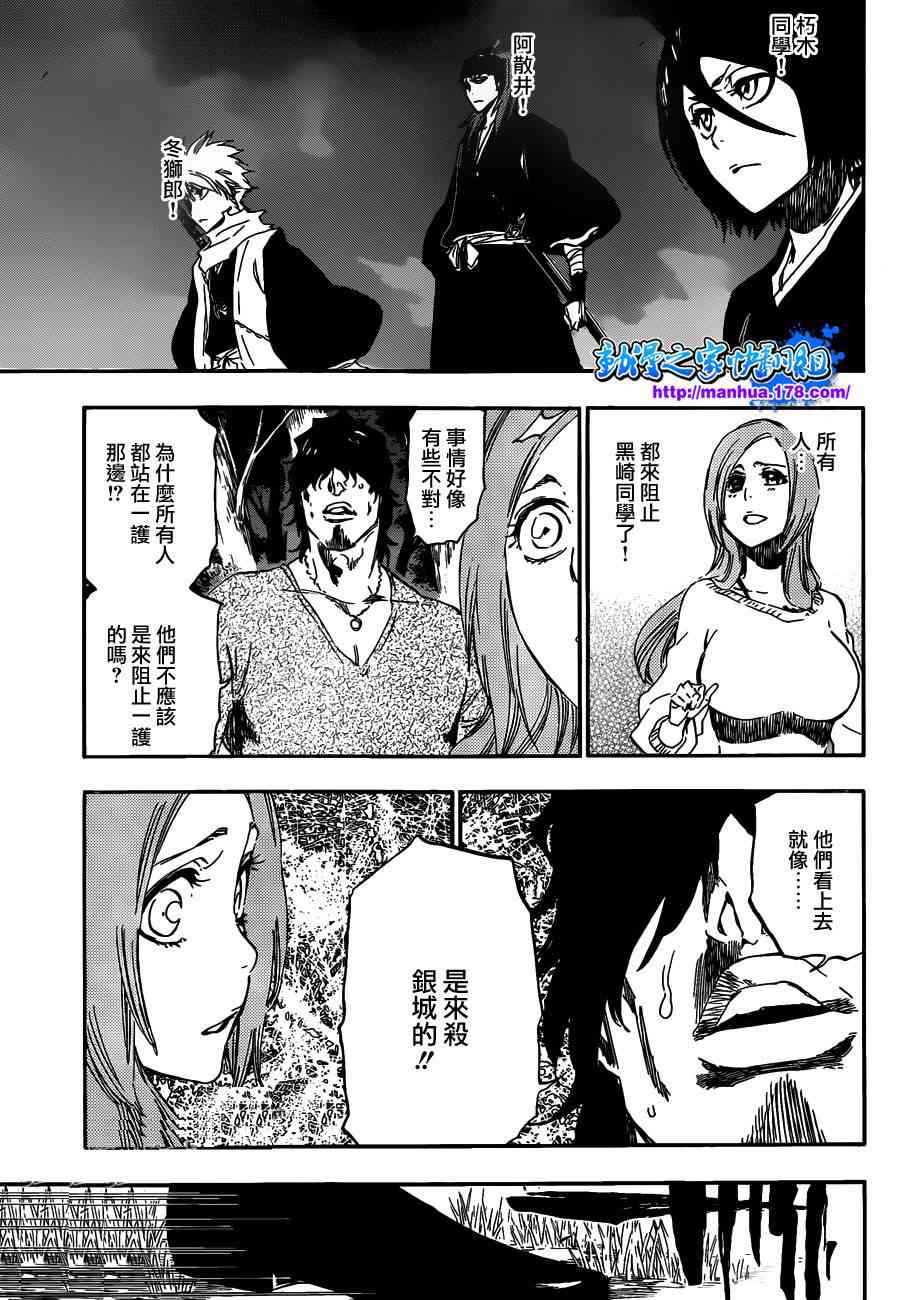 朽木
同學！
阿散井！
冬獅郎！
動漫之家快翻組
http://manhua.178.com/
所有
人…
都來阻止
黑崎同學了！
事情好像
有些不對…
為什麼所有人
都站在一護
那邊!?
他們不應該
是來阻止一護
的嗎？
他們看上去
就像……
是來殺
銀城的!!